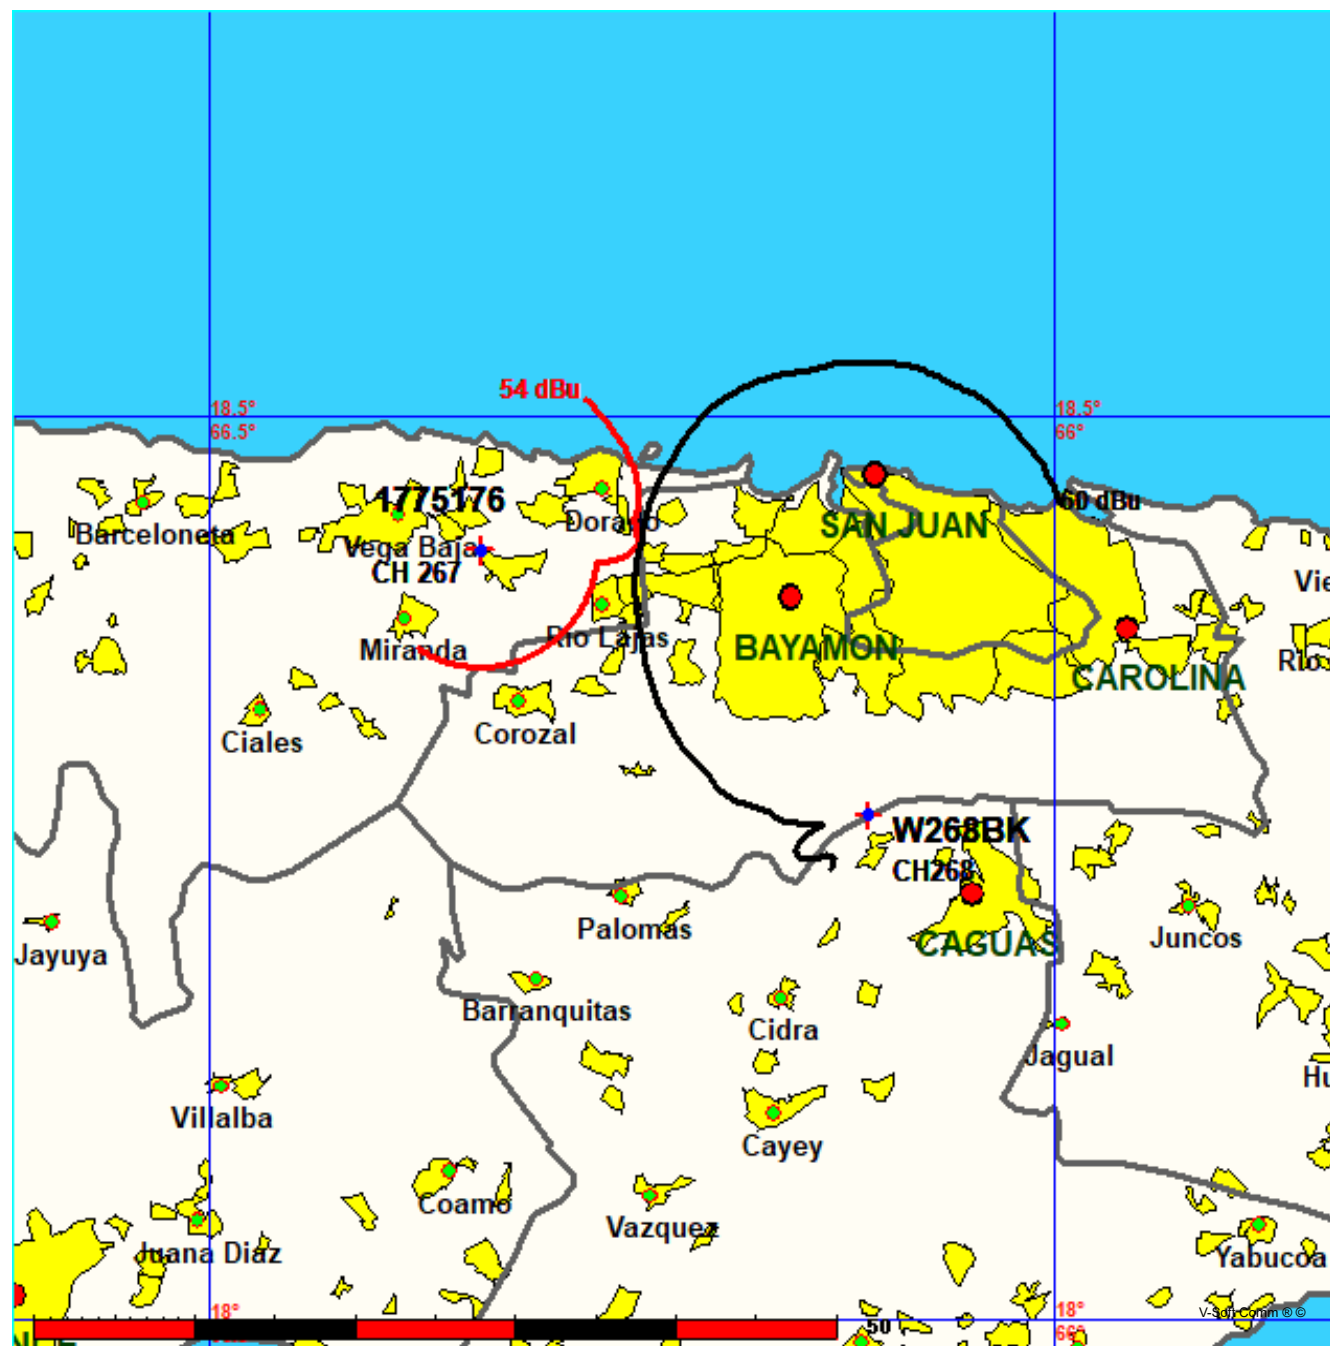 54 dBu
18.5°
66.5°
18.5°
66°
1775176
60 dBu
Dorado
SAN JUAN
Barceloneta
Vega Baja
CH 267
Vie
Rio Lajas
Miranda
BAYAMON
Rio
CAROLINA
Corozal
Ciales
W268BK
CH268
Palomas
CAGUAS
Juncos
Jayuya
Barranquitas
Cidra
Jagual
Hu
Villalba
Cayey
Coamo
Vazquez
Juana Diaz
Yabucoa
18°
18°
V-Soft Comm ® ©
50
66°